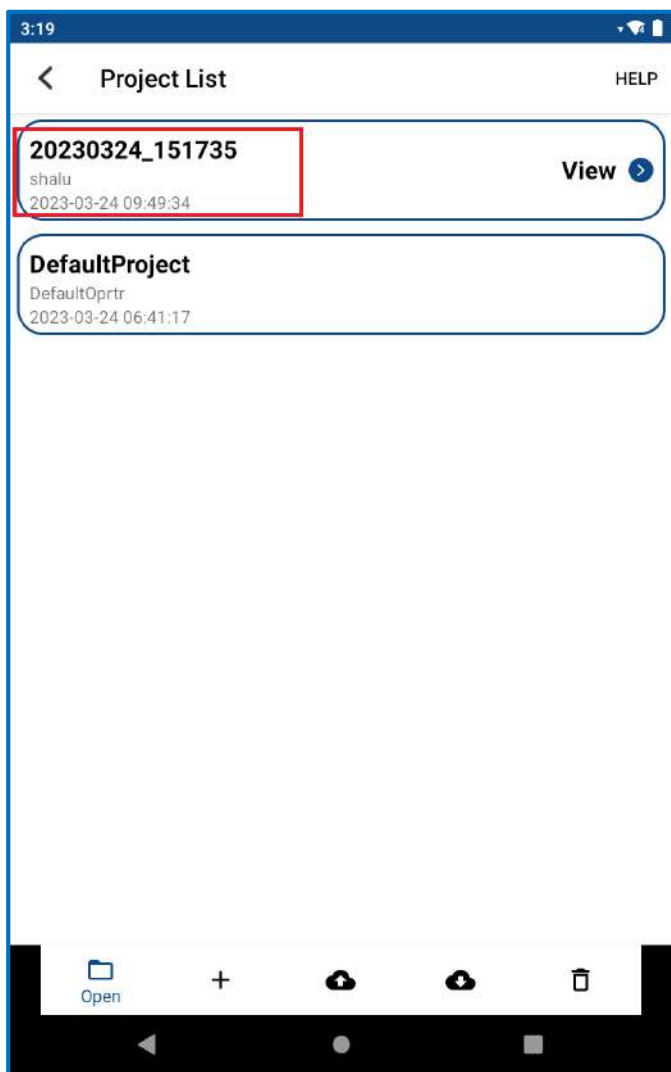 3:19
Project List
HELP
20230324_151735
shalu
2023-03-24 09:49:34
View
DefaultProject
DefaultOprtr
2023-03-24 06:41:17
Open